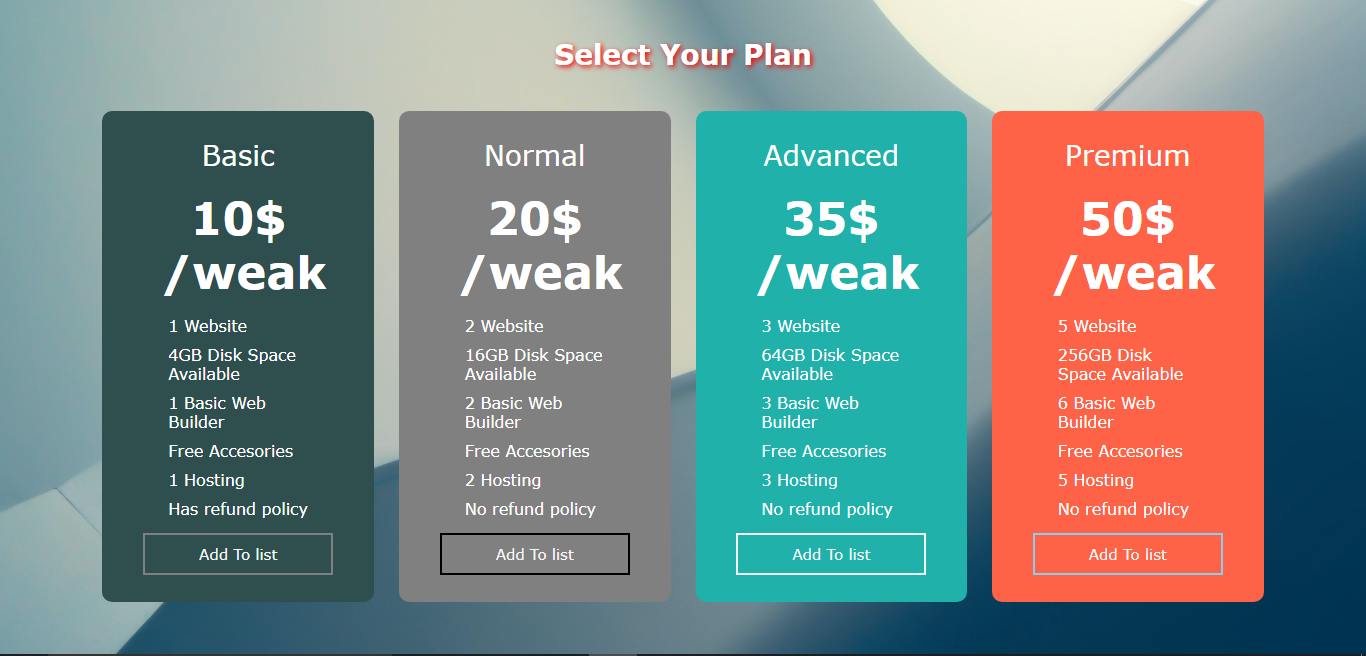 Select Your Plan
Basic
10$
/weak
1 Website
4GB Disk Space
Available
1 Basic Web
Builder
Free Accesories
1 Hosting
Has refund policy
Add To list
Normal
20$
/weak
2 Website
16GB Disk Space
Available
2 Basic Web
Builder
Free Accesories
2 Hosting
No refund policy
Add To list
Advanced
35$
/weak
3 Website
64GB Disk Space
Available
3 Basic Web
Builder
Free Accesories
3 Hosting
No refund policy
Add To list
Premium
50$
/weak
5 Website
256GB Disk
Space Available
6 Basic Web
Builder
Free Accesories
5 Hosting
No refund policy
Add To list